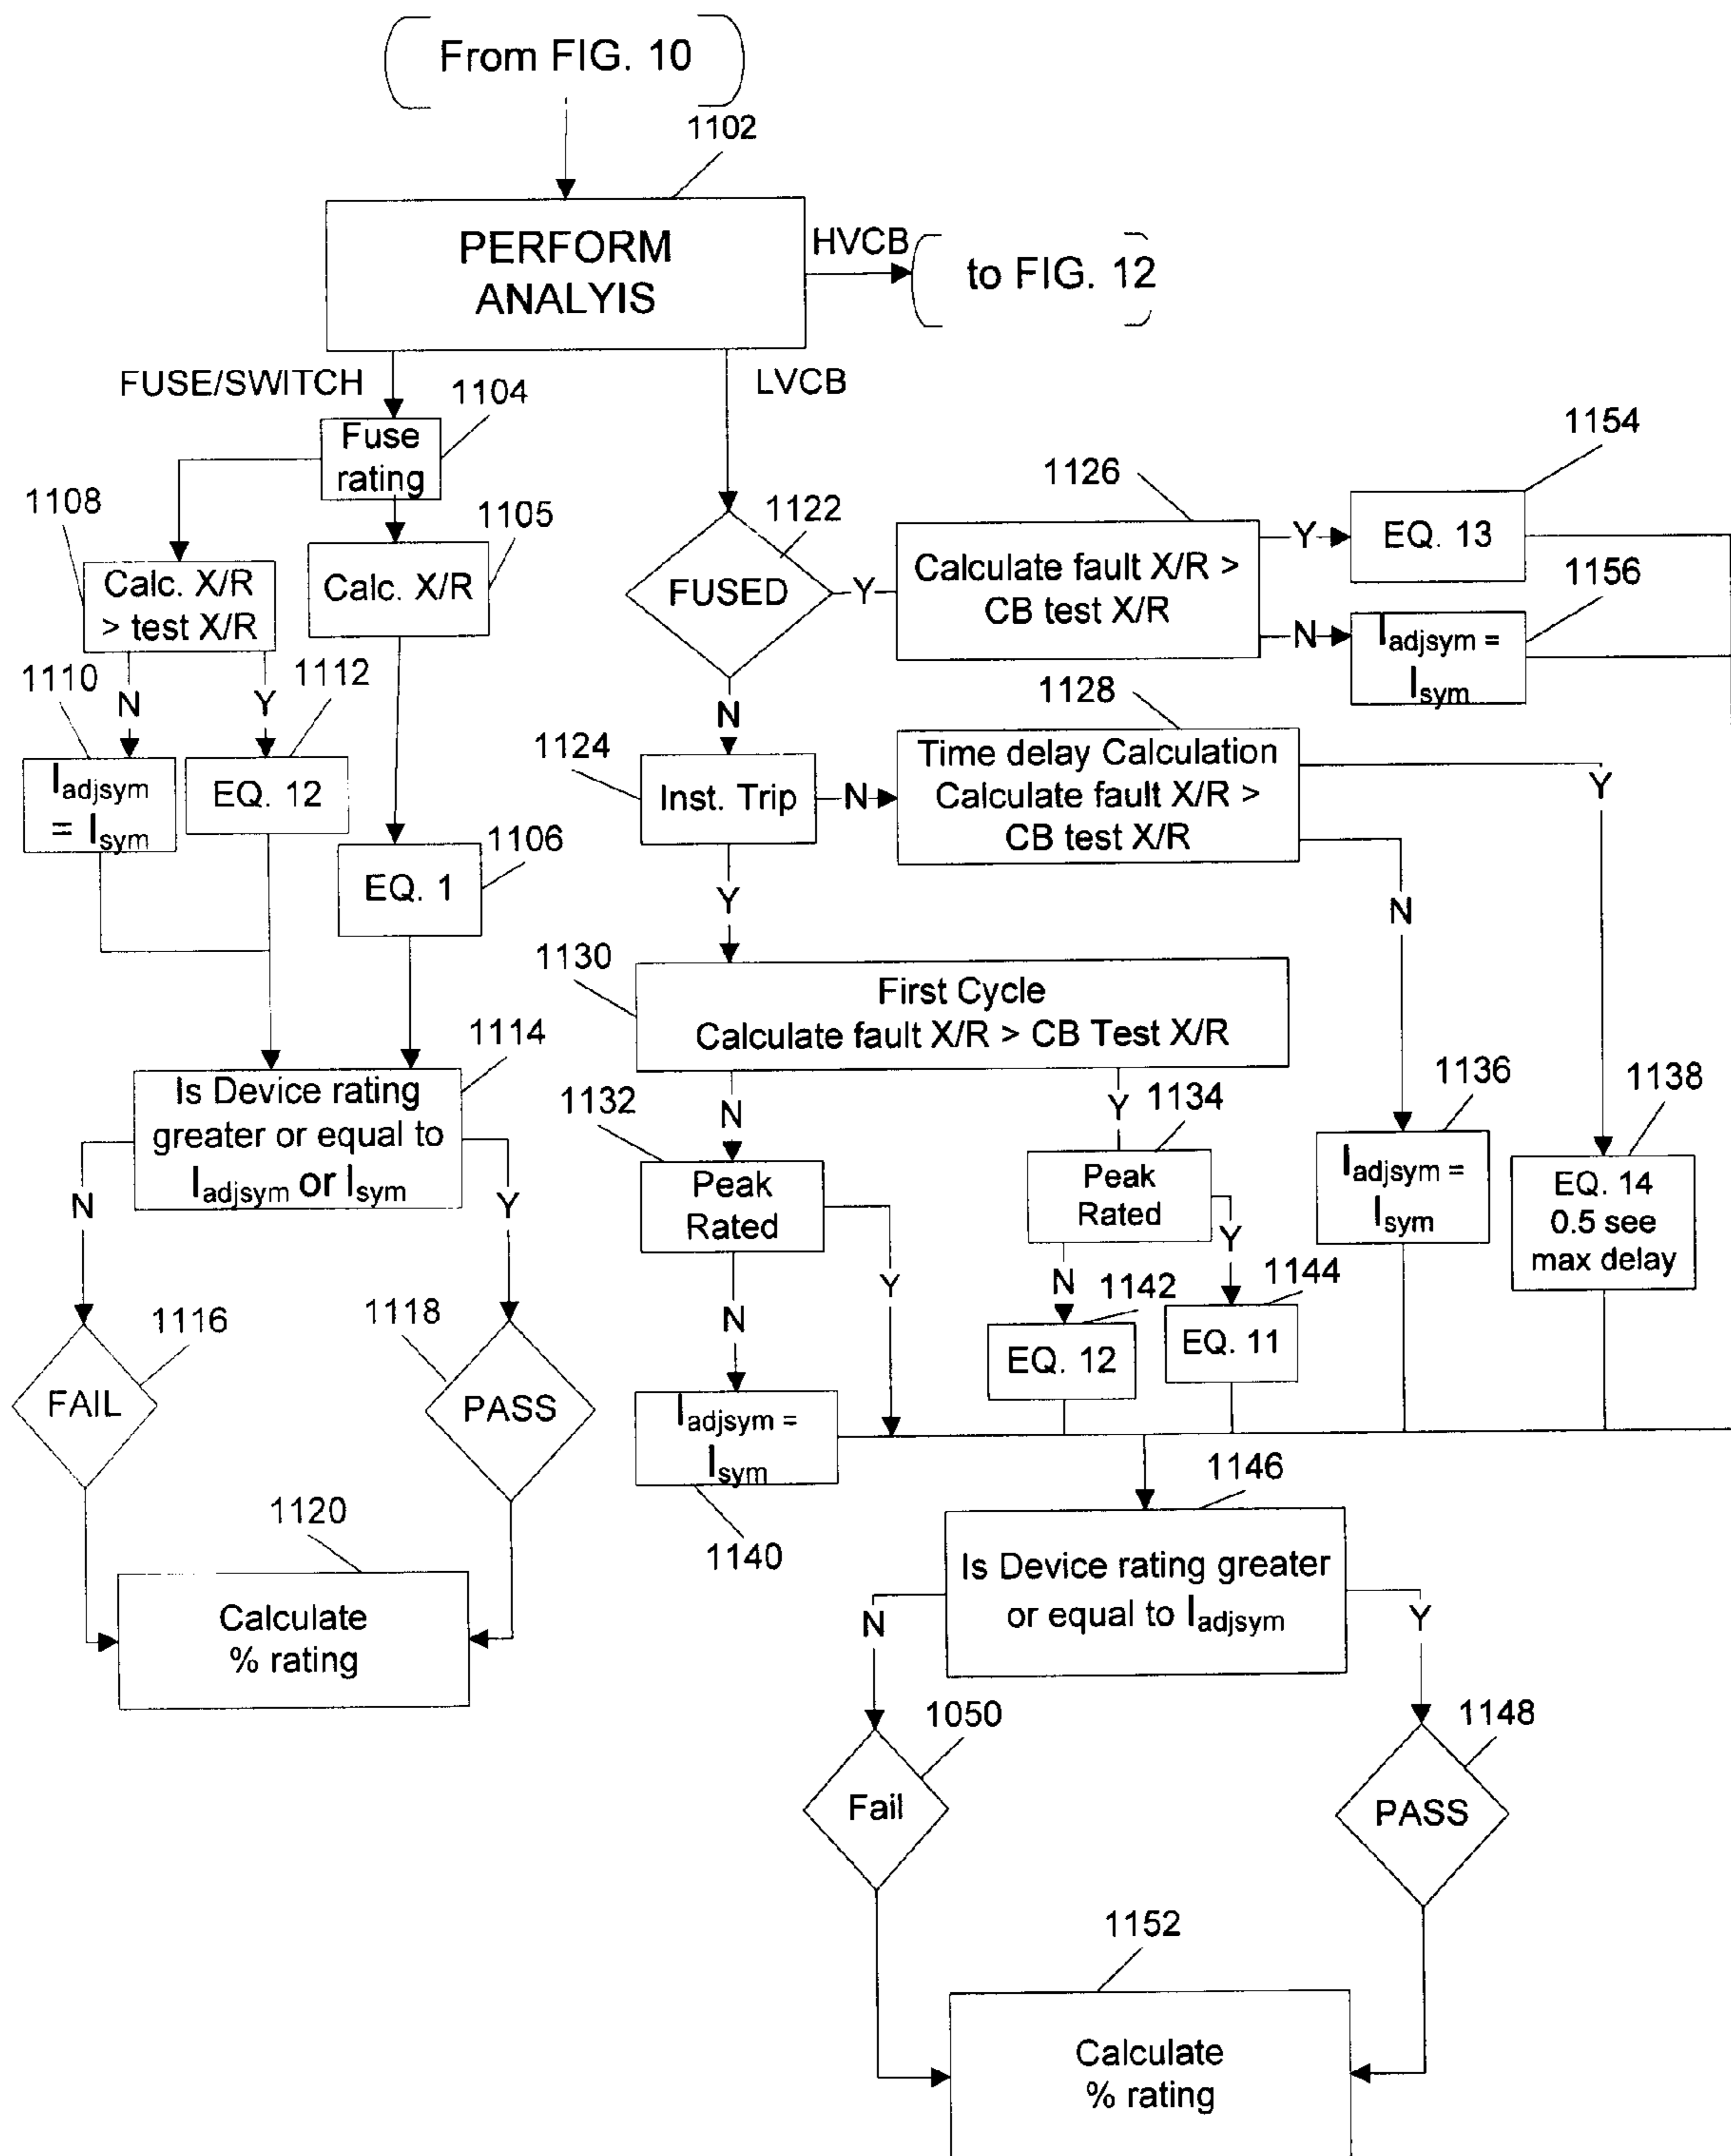 From FIG. 10
1102
PERFORM
ANALYIS
HVCB
to FIG. 12
FUSE/SWITCH
LVCB
1104
Fuse
rating
1108
1105
Calc. X/R
> test X/R
Calc. X/R
1122
FUSED
Y
1126
Calculate fault X/R >
CB test X/R
Y
1154
EQ. 13
N
1156
Iadjsym =
Isym
1110
N
Y
1112
Iadjsym
= Isym
EQ. 12
1106
EQ. 1
N
1124
Inst. Trip
N
1128
Time delay Calculation
Calculate fault X/R >
CB test X/R
Y
N
Y
1130
First Cycle
Calculate fault X/R > CB Test X/R
1114
Is Device rating
greater or equal to
Iadjsym or Isym
N
Y
1132
N
Peak
Rated
Y
1134
Peak
Rated
1136
Iadjsym =
Isym
1138
EQ. 14
0.5 see
max delay
N
Y
N
Y
1142
EQ. 12
1144
EQ. 11
1116
FAIL
1118
PASS
Iadjsym =
Isym
1140
1120
Calculate
% rating
1146
Is Device rating greater
or equal to Iadjsym
N
Y
1050
Fail
1148
PASS
1152
Calculate
% rating